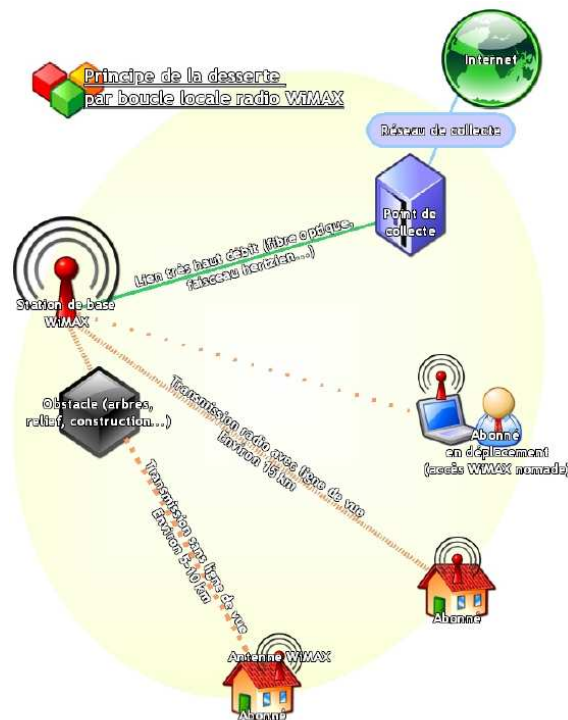 Principe de la desserte
par boucle locale radio WiMAX
Internet
Réseau de collecte
Point de
collecte
Lien très haut débit (fibre optique,
faisceau hertzien...)
Station de base
WiMAX
Obstacle (arbres,
relief, construction...)
Transmission radio avec ligne de vue
Environ 15 km
Abonné
en déplacement
(accès WiMAX nomade)
Transmission sans ligne de vue
Environ 5-10 km
Abonné
Antenne WiMAX
Abonné